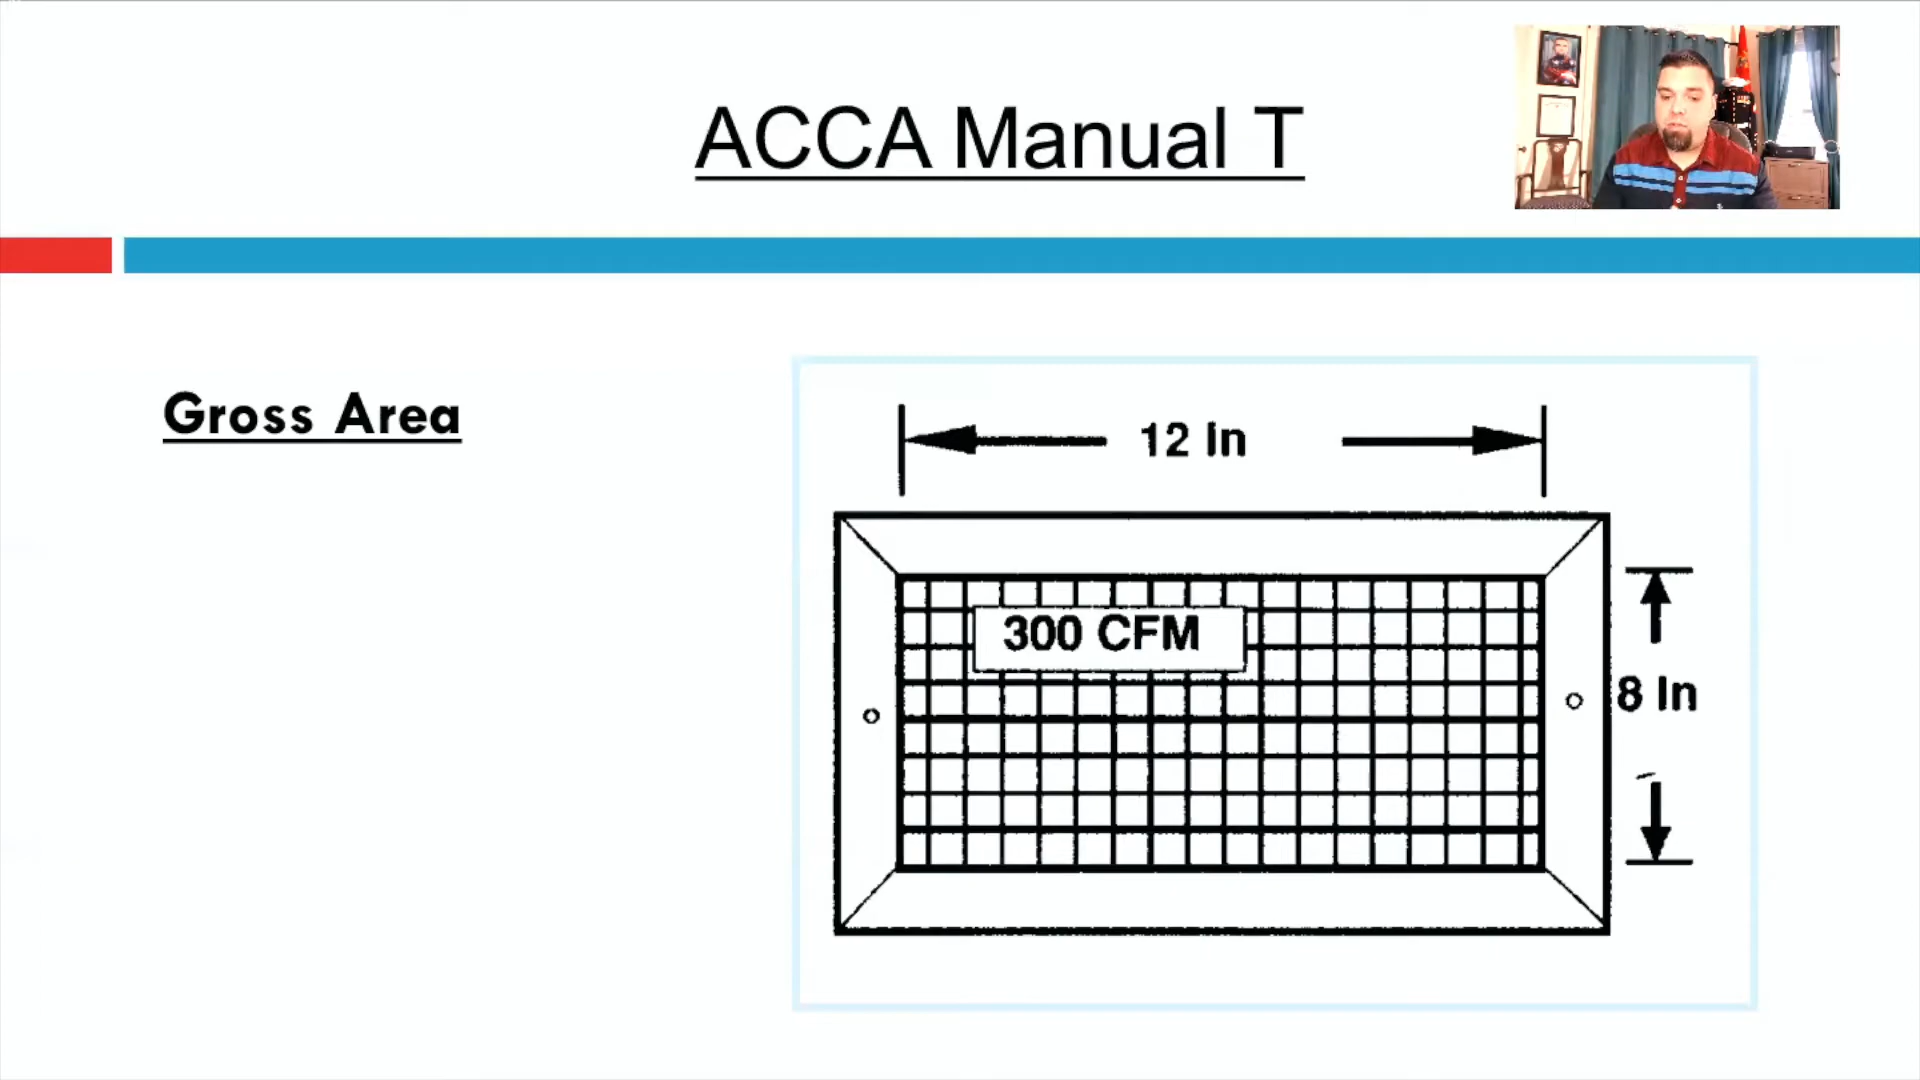 ACCA Manual T
Gross Area
12 In
300 CFM
8 In